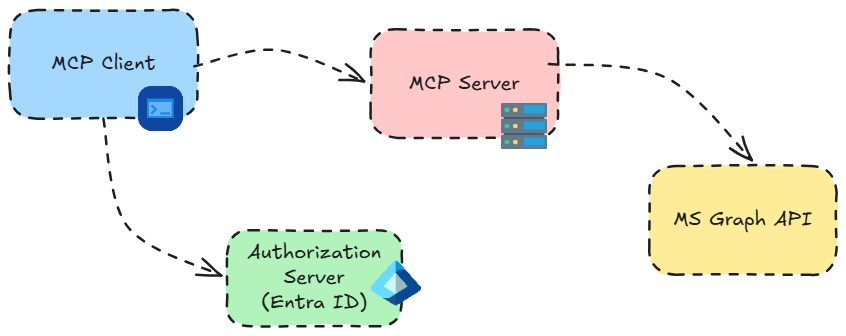 MCP Client
MCP Server
MS Graph API
Authorization
Server
(Entra ID)